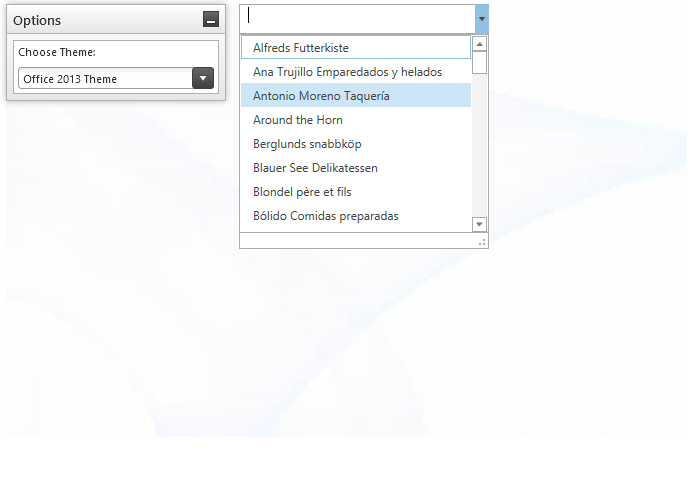 Options
Choose Theme:
Office 2013 Theme
Alfreds Futterkiste
Ana Trujillo Emparedados y helados
Antonio Moreno Taquería
Around the Horn
Berglunds snabbköp
Blauer See Delikatessen
Blondel père et fils
Bólido Comidas preparadas